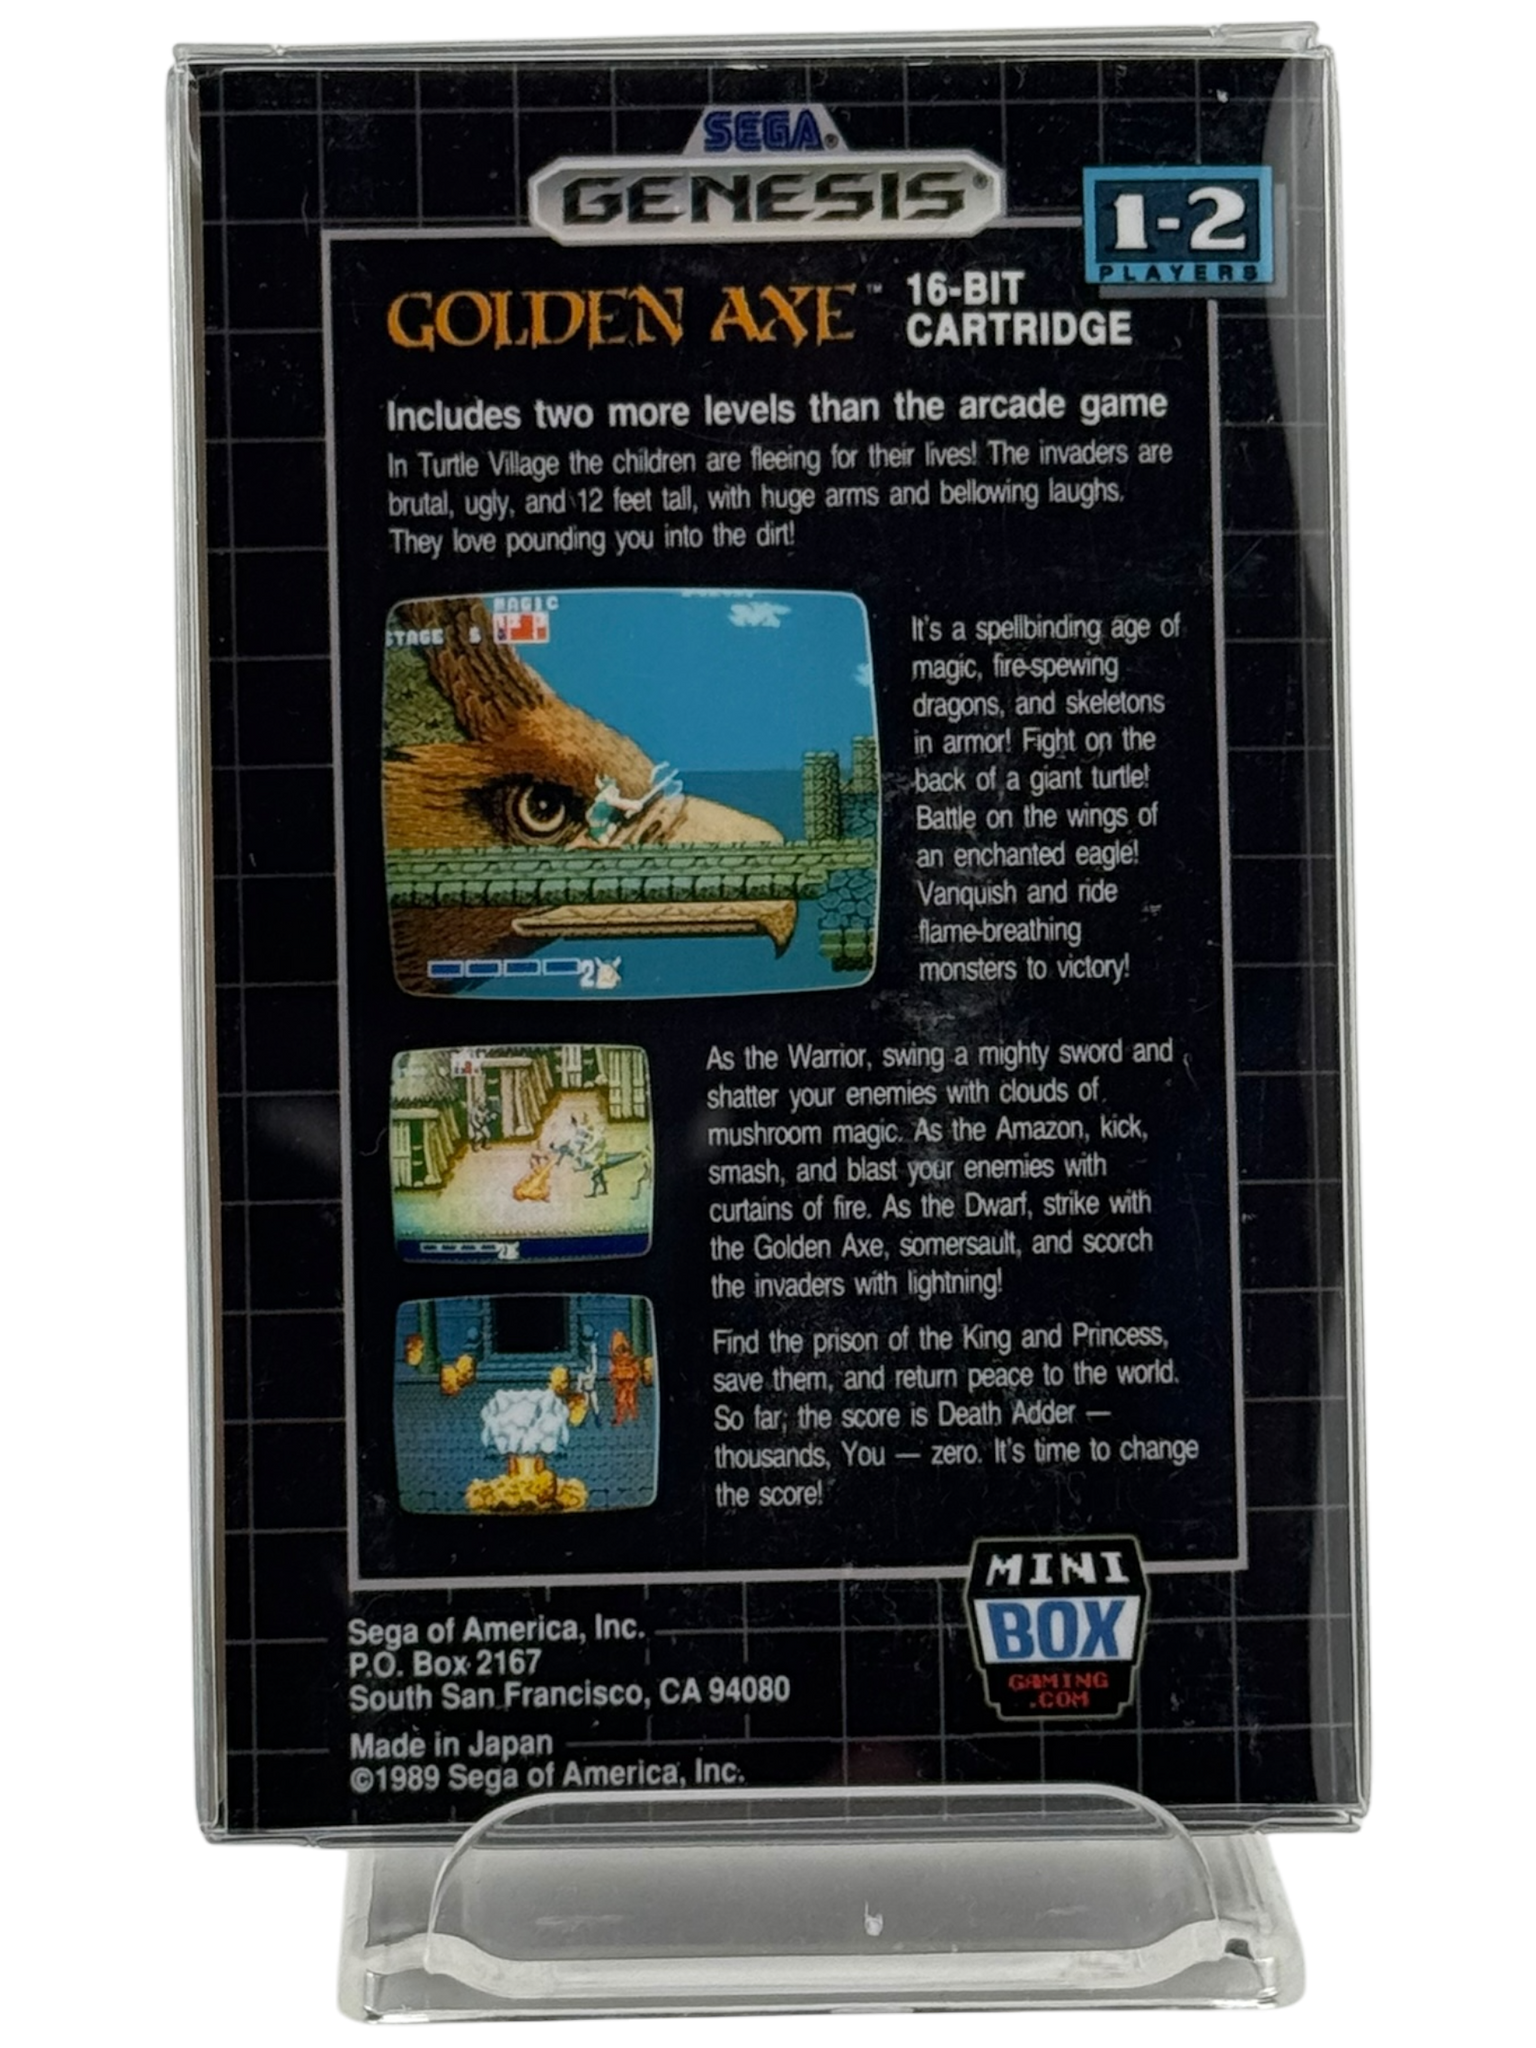 SEGA®
GENESIS®
1-2
PLAYERS
GOLDEN AXE™
16-BIT
CARTRIDGE
Includes two more levels than the arcade game
In Turtle Village the children are fleeing for their lives! The invaders are
brutal, ugly, and 12 feet tall, with huge arms and bellowing laughs.
They love pounding you into the dirt!
MAGIC
STAGE 5
2
It's a spellbinding age of
magic, fire-spewing
dragons, and skeletons
in armor! Fight on the
back of a giant turtle!
Battle on the wings of
an enchanted eagle!
Vanquish and ride
flame-breathing
monsters to victory!
As the Warrior, swing a mighty sword and
shatter your enemies with clouds of
mushroom magic. As the Amazon, kick,
smash, and blast your enemies with
curtains of fire. As the Dwarf, strike with
the Golden Axe, somersault, and scorch
the invaders with lightning!
2
Find the prison of the King and Princess,
save them, and return peace to the world.
So far, the score is Death Adder —
thousands, You — zero. It's time to change
the score!
MINI
BOX
GAMING
.COM
Sega of America, Inc.
P.O. Box 2167
South San Francisco, CA 94080
Made in Japan
©1989 Sega of America, Inc.